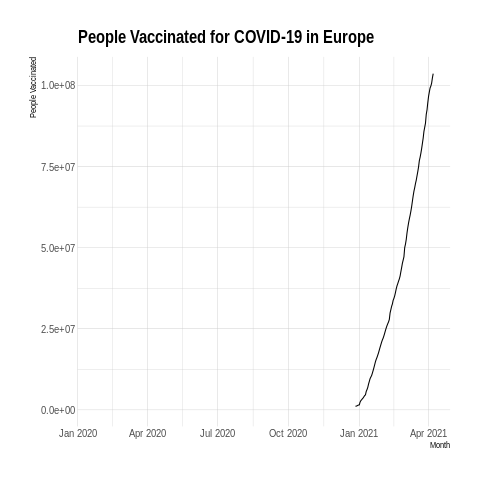 People Vaccinated for COVID-19 in Europe
People Vaccinated
1.0e+08
7.5e+07
5.0e+07
2.5e+07
0.0e+00
Jan 2020 Apr 2020 Jul 2020 Oct 2020 Jan 2021 Apr 2021
Month